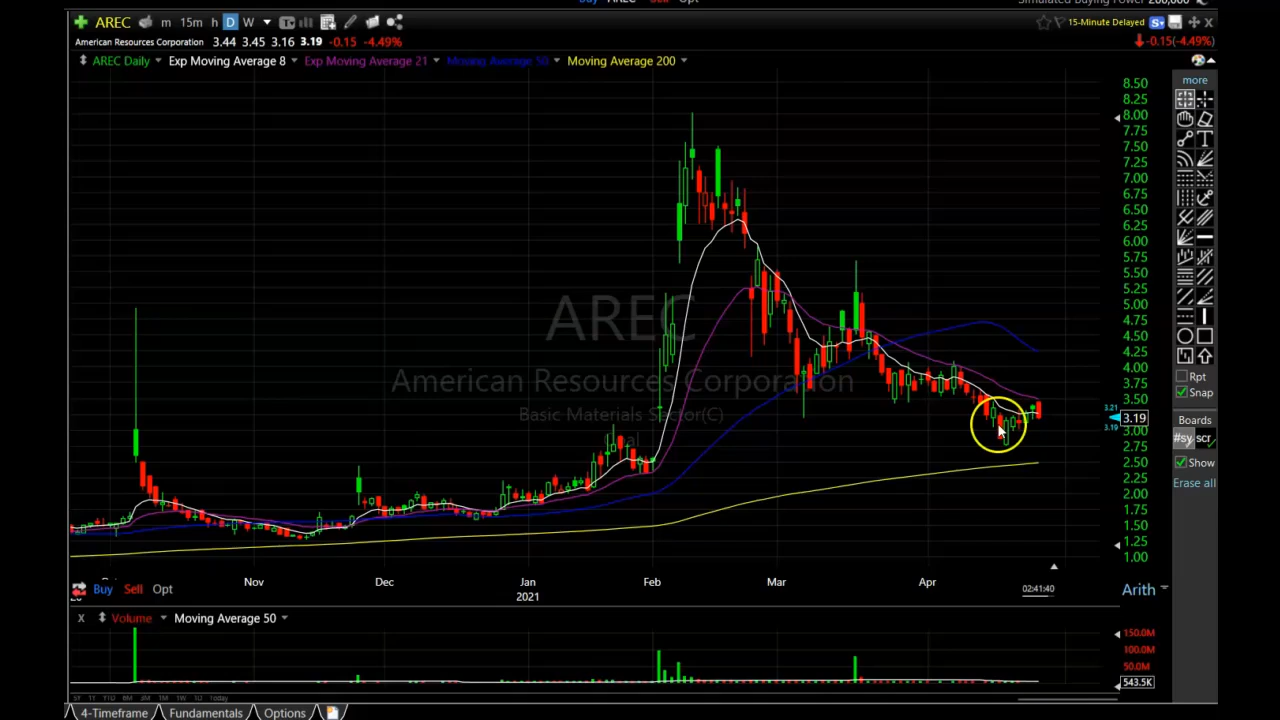 AREC m 15m h D W
15-Minute Delayed
American Resources Corporation 3.44 3.45 3.16 3.19 -0.15 -4.49%
-0.15(-4.49%)
AREC Daily Exp Moving Average 8 Exp Moving Average 21 Moving Average 50 Moving Average 200
more
8.50
8.25
8.00
7.75
7.50
7.25
7.00
6.75
6.50
6.25
6.00
5.75
5.50
5.25
5.00
4.75
4.50
4.25
4.00
3.75
3.50
3.21
3.19
3.19
3.00
2.75
2.50
2.25
2.00
1.75
1.50
1.25
1.00
AREC
American Resources Corporation
Basic Materials Sector(C)
Rpt
Snap
Boards
#sy scr
Show
Erase all
Nov Dec Jan Feb Mar Apr
2021
Buy Sell Opt
02:41:40
Arith
X Volume Moving Average 50
150.0M
100.0M
50.0M
543.5K
4-Timeframe Fundamentals Options